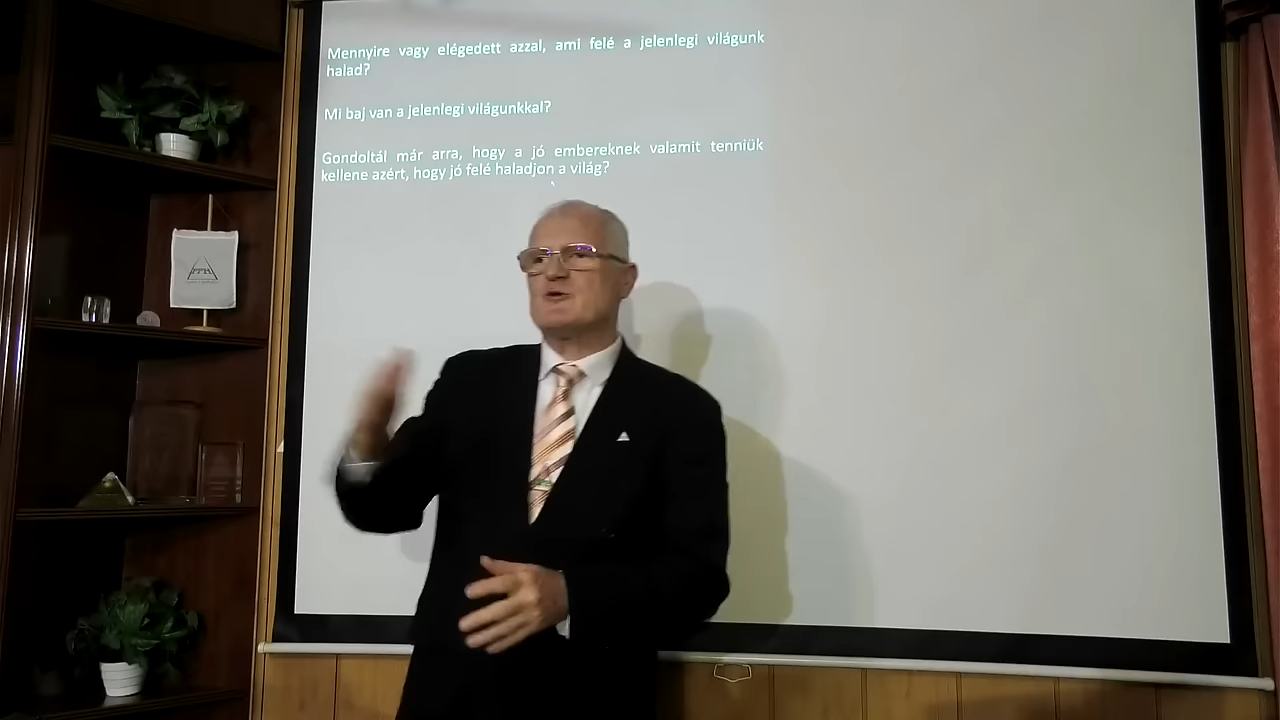 Mennyire vagy elégedett azzal, ami felé a jelenlegi világunk
halad?
Mi baj van a jelenlegi világunkkal?
Gondoltál már arra, hogy a jó embereknek valamit tenniük
kellene azért, hogy jó felé haladjon a világ?